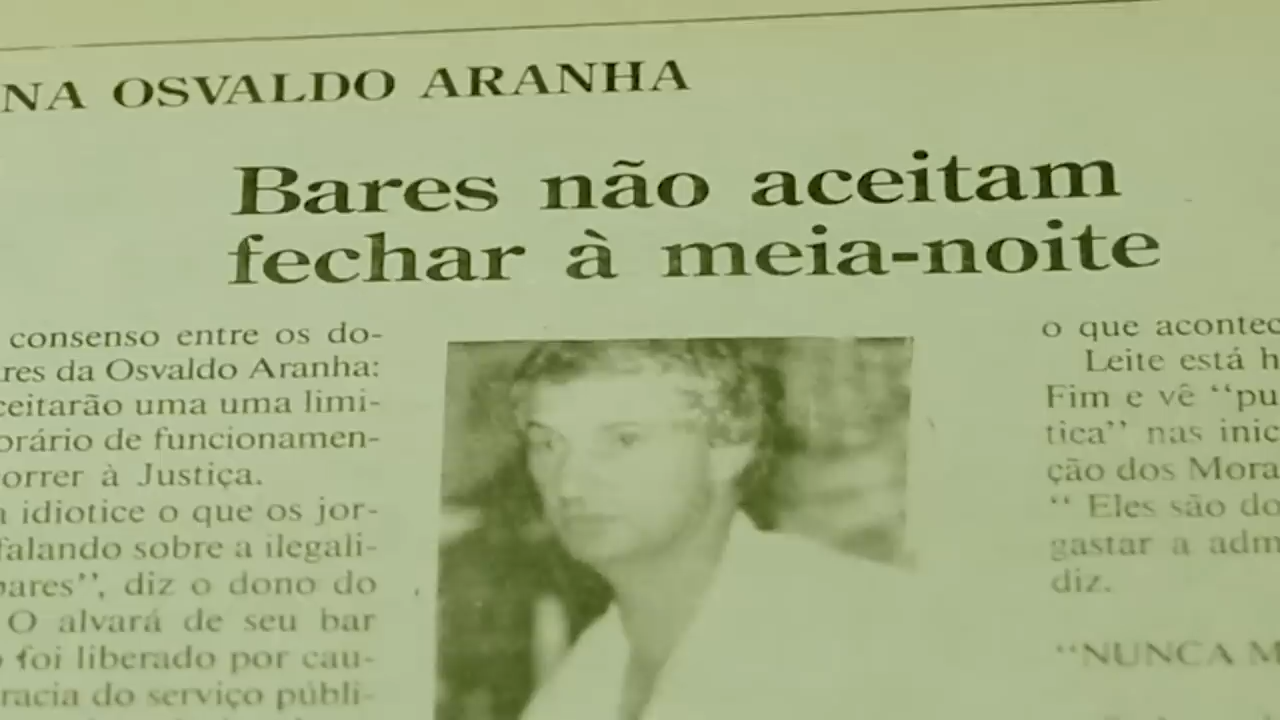 NA OSVALDO ARANHA
Bares não aceitam
fechar à meia-noite
consenso entre os do-
res da Osvaldo Aranha:
ceitarão uma uma limi-
orário de funcionamen-
orrer à Justiça.
a idiotice o que os jor-
falando sobre a ilegali-
bares”, diz o dono do
O alvará de seu bar
foi liberado por cau-
racia do serviço públi-
o que acontec
Leite está h
Fim e vê “pu
tica” nas inic
ção dos Mora
“ Eles são do
gastar a adm
diz.
“NUNCA M